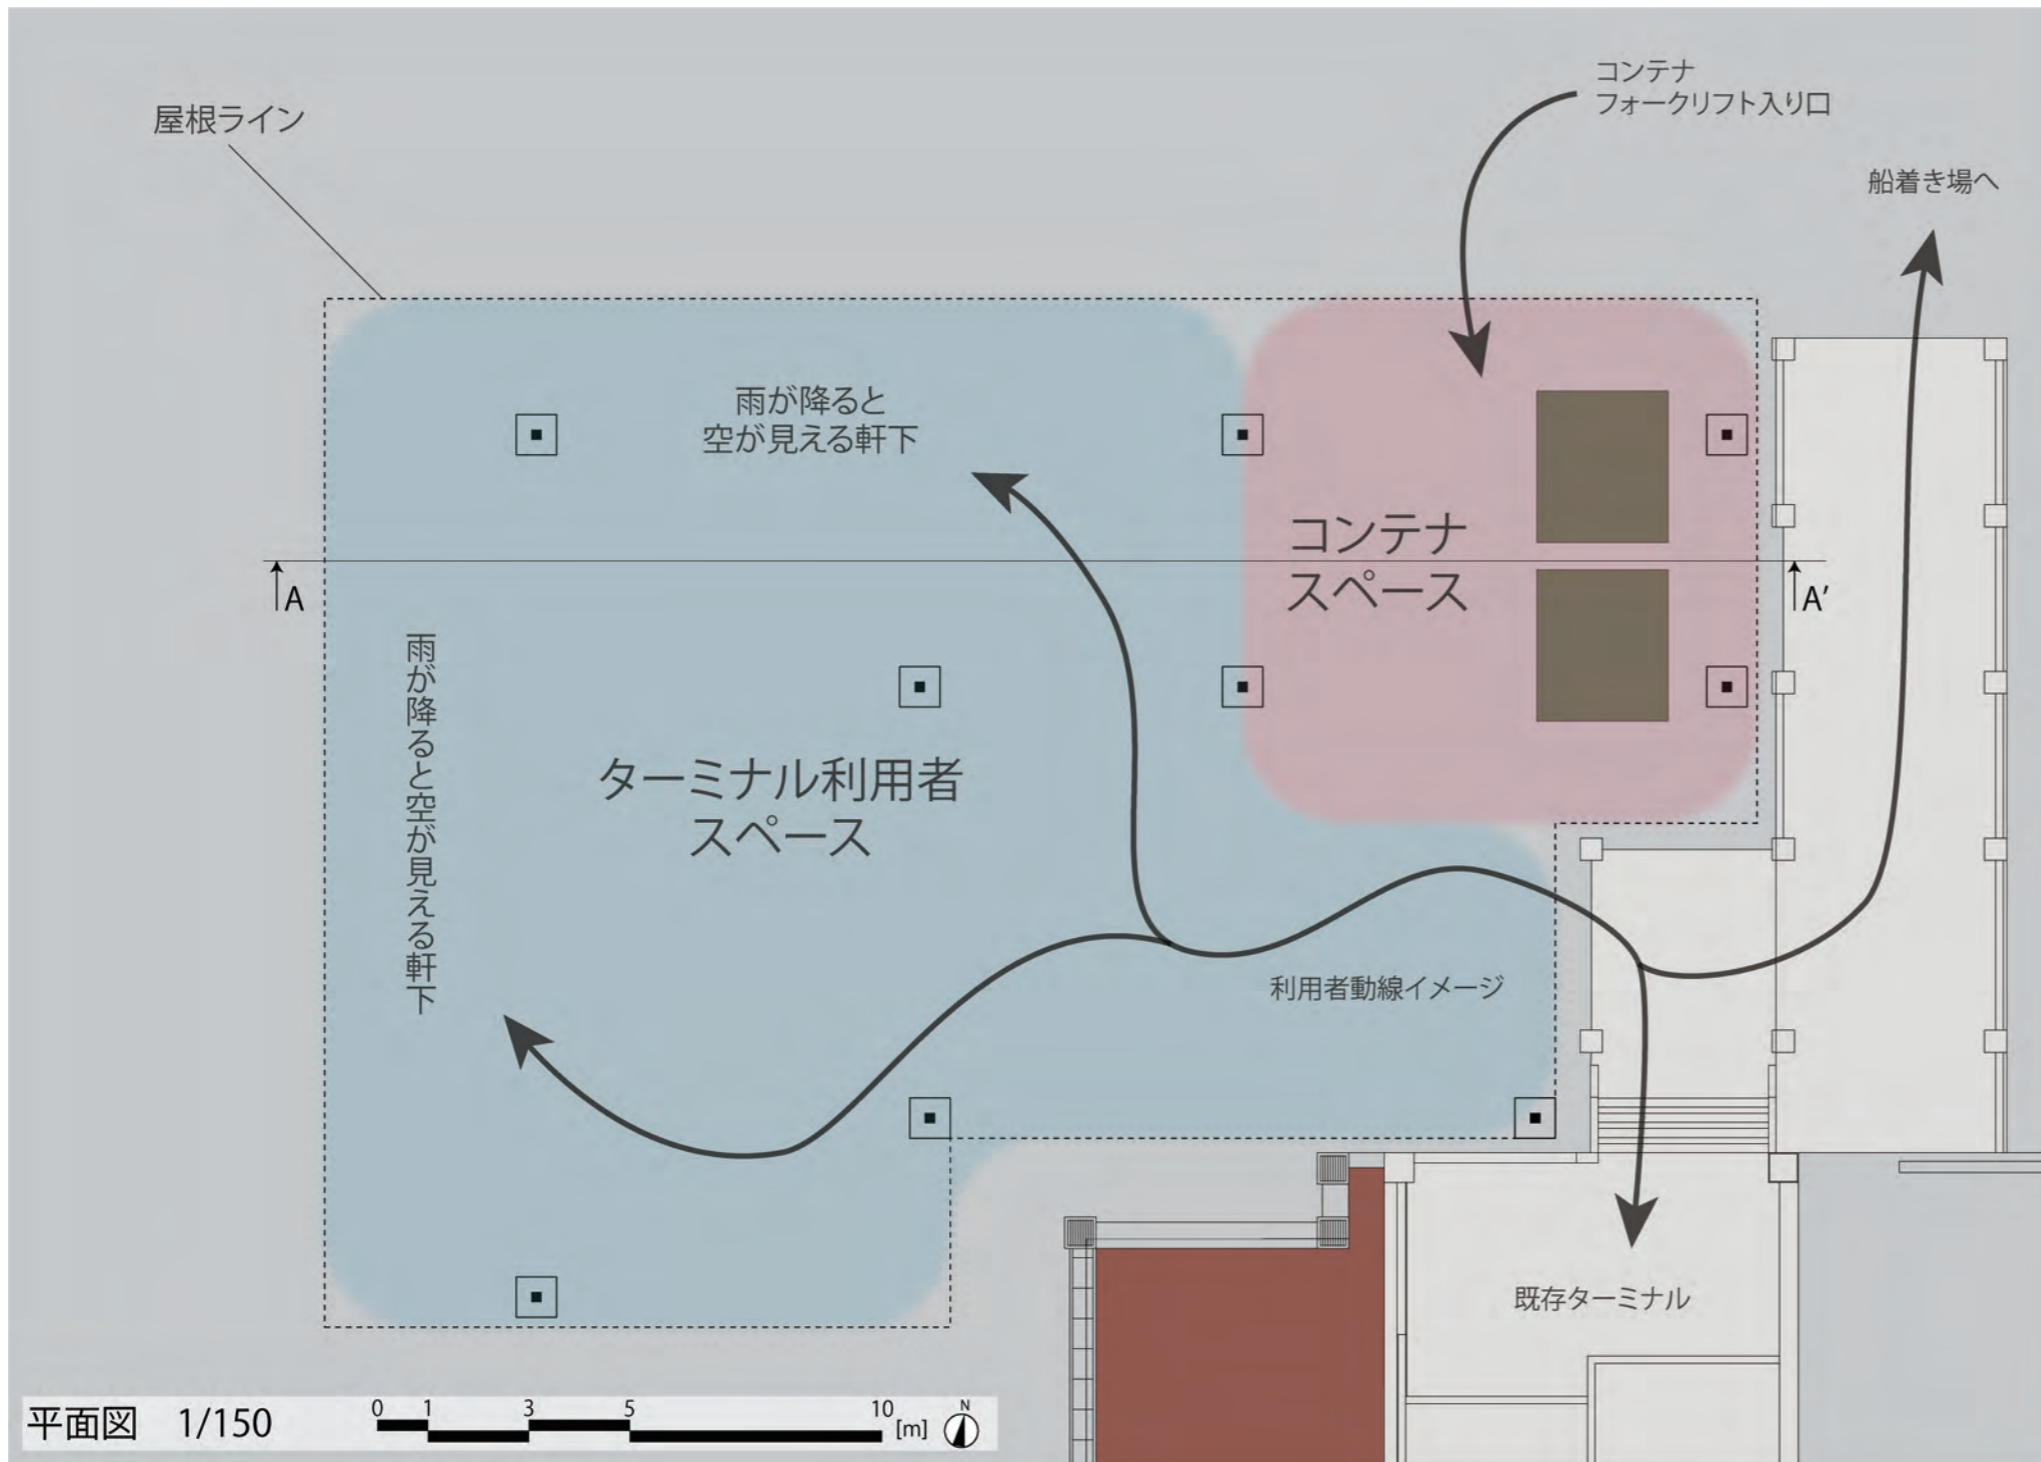 屋根ライン
コンテナ
フォークリフト入り口
船着き場へ
雨が降ると
空が見える軒下
コンテナ
スペース
A
A’
雨が降ると空が見える軒下
ターミナル利用者
スペース
利用者動線イメージ
既存ターミナル
平面図 1/150
0 1 3 5 10 [m]
N